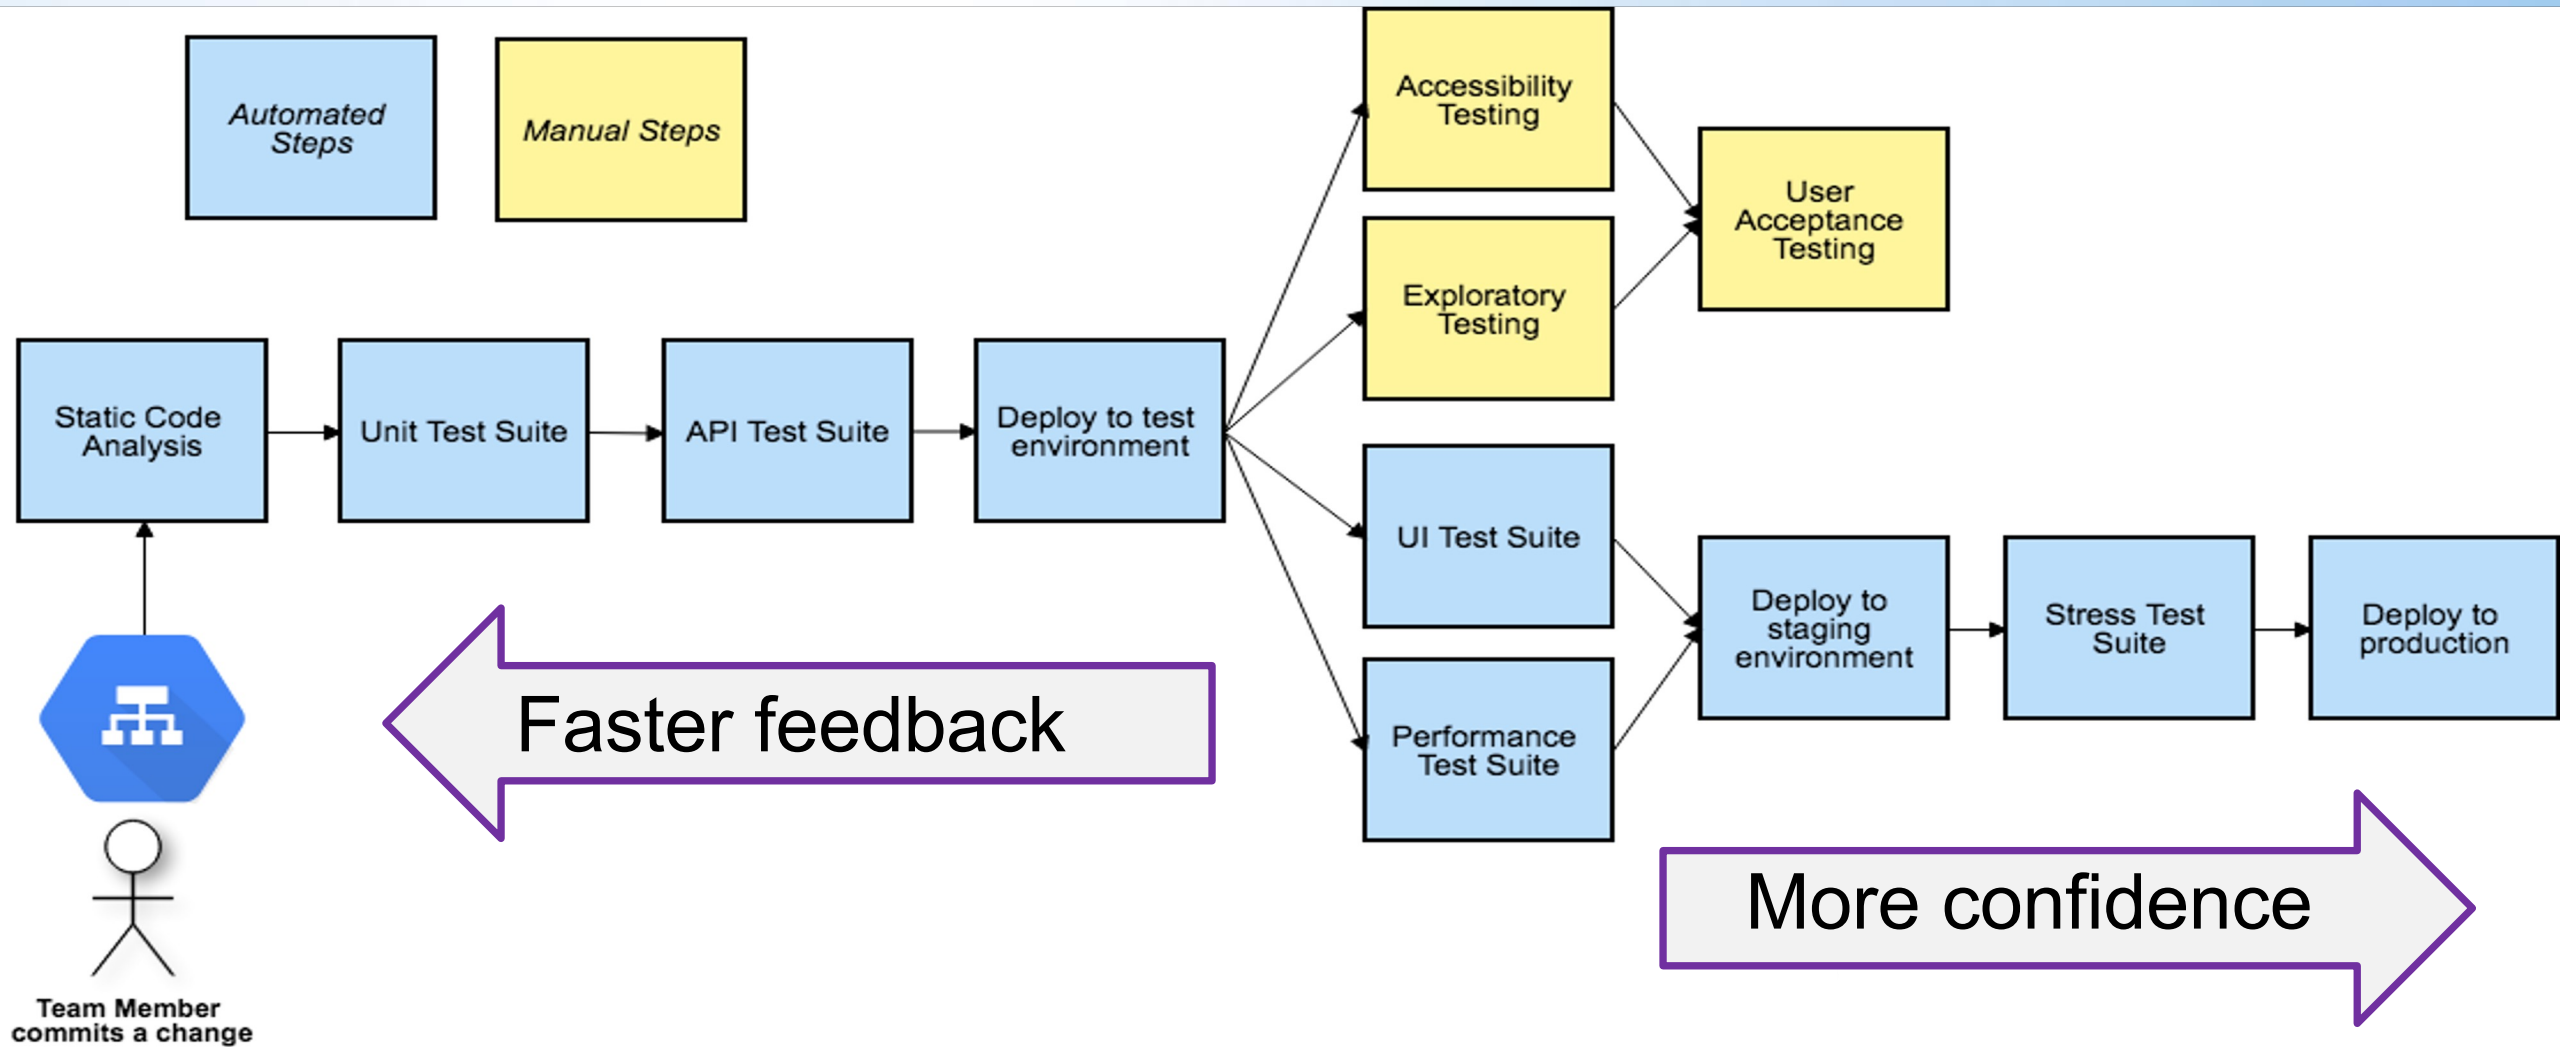 Automated
Steps
Manual Steps
Accessibility
Testing
User
Acceptance
Testing
Exploratory
Testing
Static Code
Analysis
Unit Test Suite
API Test Suite
Deploy to test
environment
UI Test Suite
Performance
Test Suite
Deploy to
staging
environment
Stress Test
Suite
Deploy to
production
Faster feedback
More confidence
Team Member
commits a change